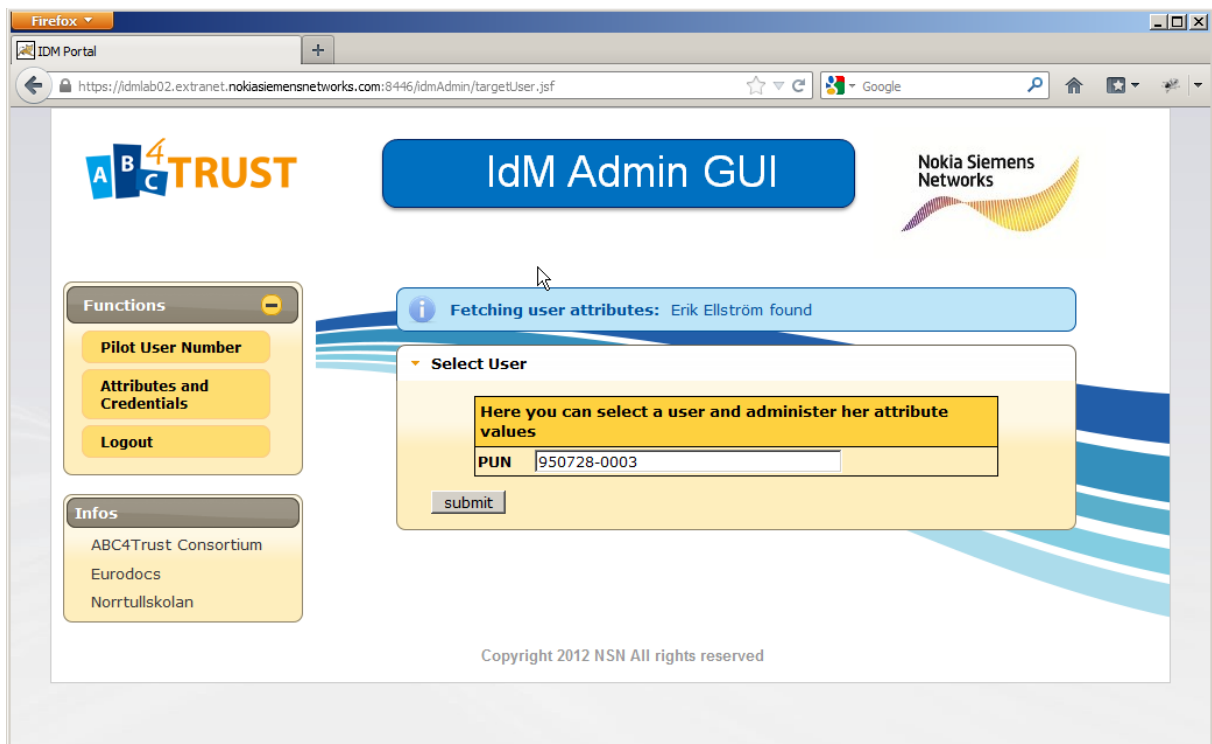 Firefox
IDM Portal
https://idmlab02.extranet.nokiasiemensnetworks.com:8446/idmAdmin/targetUser.jsf
Google
ABC4TRUST
IdM Admin GUI
Nokia Siemens
Networks
Functions
Pilot User Number
Attributes and
Credentials
Logout
Infos
ABC4Trust Consortium
Eurodocs
Norrtullskolan
Fetching user attributes: Erik Ellström found
Select User
Here you can select a user and administer her attribute
values
PUN 950728-0003
submit
Copyright 2012 NSN All rights reserved